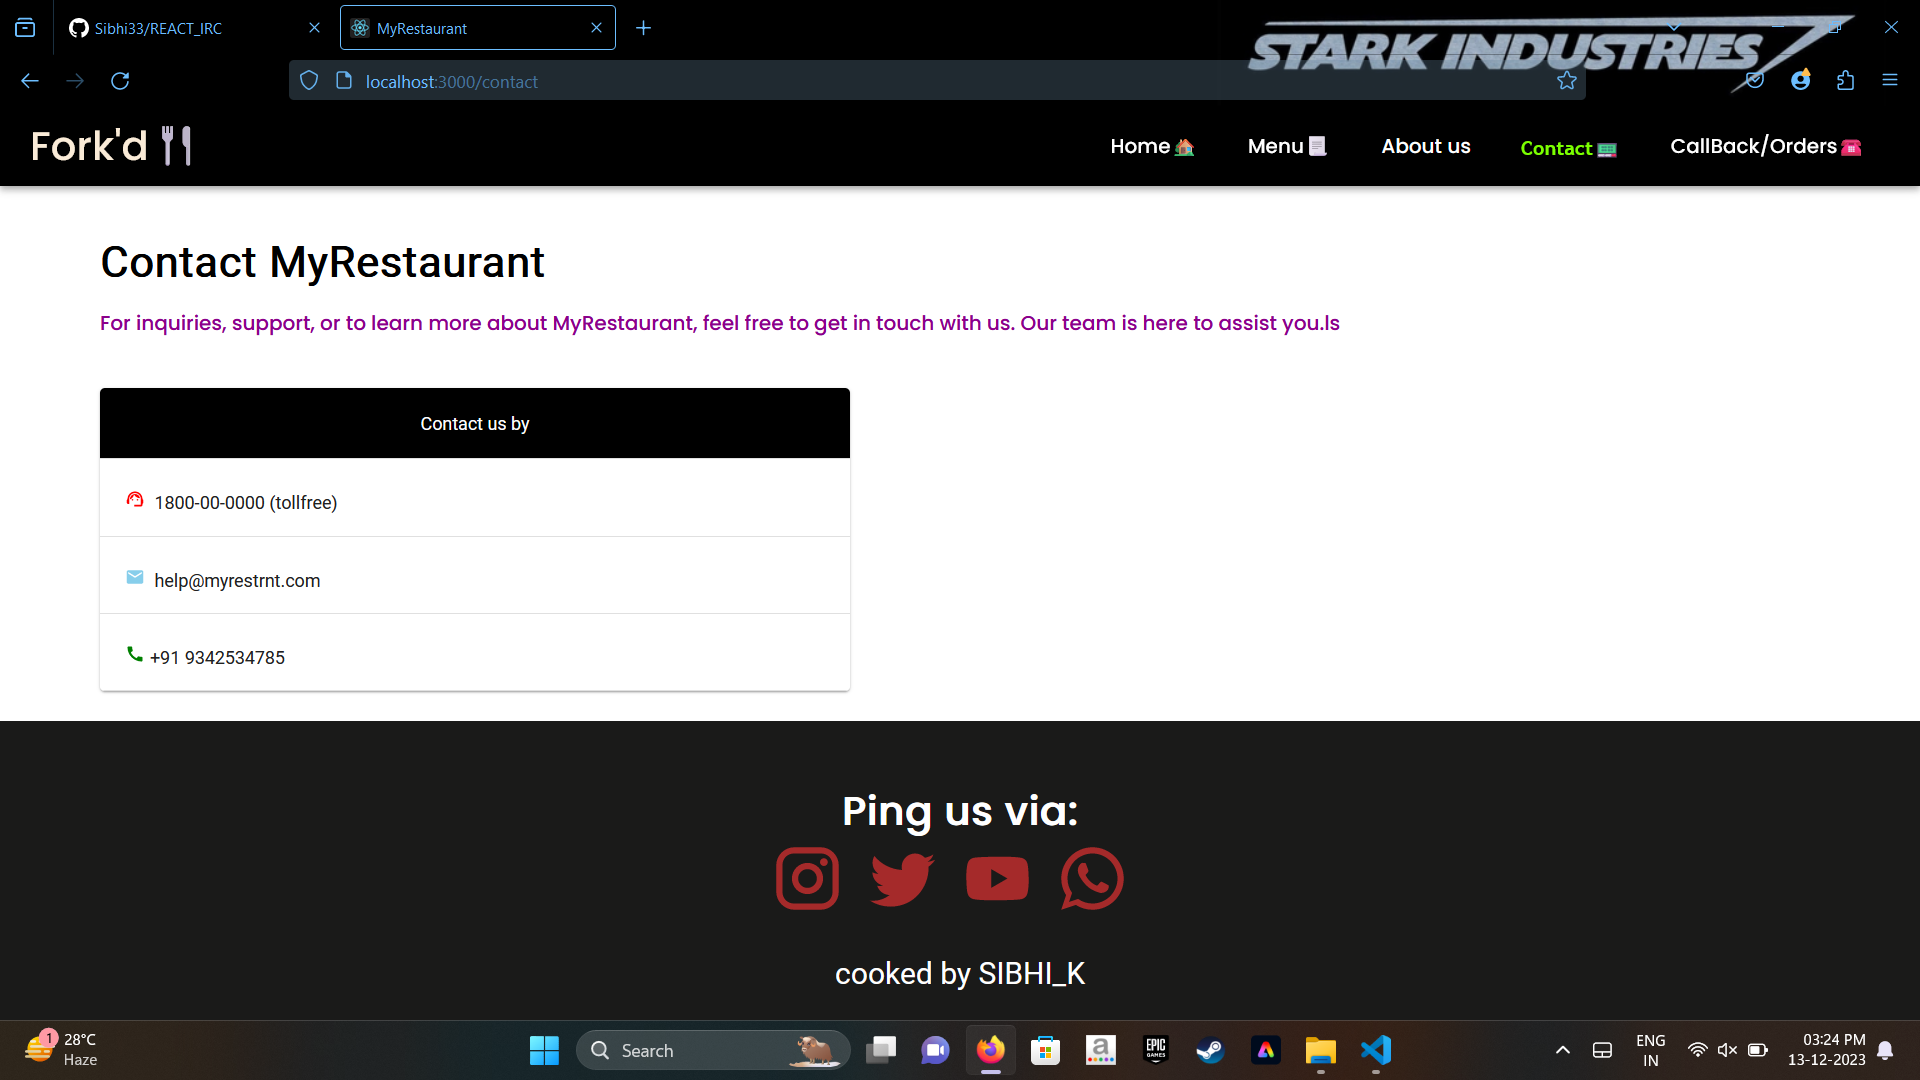 Sibhi33/REACT_IRC
MyRestaurant
STARK INDUSTRIES
localhost:3000/contact
Fork'd
Home
Menu
About us
Contact
CallBack/Orders
Contact MyRestaurant
For inquiries, support, or to learn more about MyRestaurant, feel free to get in touch with us. Our team is here to assist you.ls
Contact us by
1800-00-0000 (tollfree)
help@myrestrnt.com
+91 9342534785
Ping us via:
cooked by SIBHI_K
1
28°C
Haze
Search
a
EPIC
GAMES
ENG
IN
03:24 PM
13-12-2023